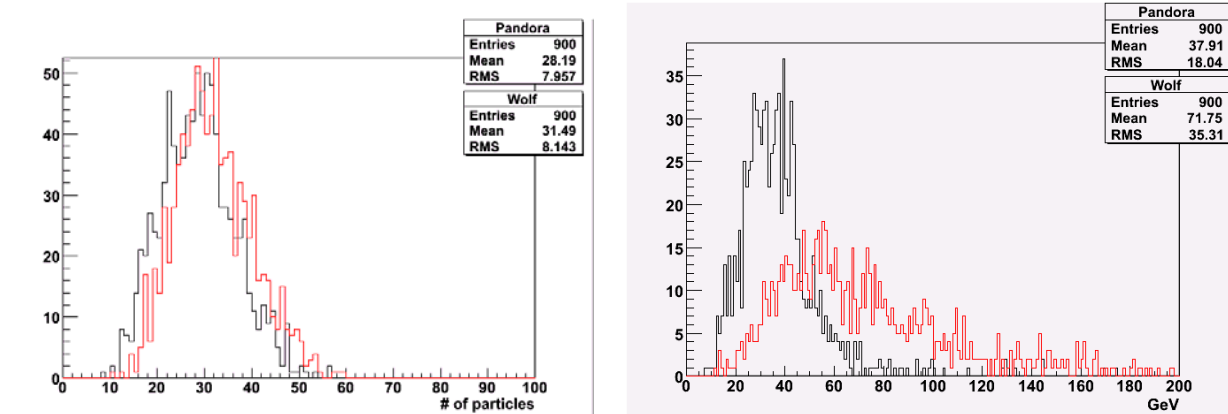 Pandora
Entries 900
Mean 28.19
RMS 7.957
Wolf
Entries 900
Mean 31.49
RMS 8.143
50
40
30
20
10
0
0 10 20 30 40 50 60 70 80 90 100
# of particles
Pandora
Entries 900
Mean 37.91
RMS 18.04
Wolf
Entries 900
Mean 71.75
RMS 35.31
35
30
25
20
15
10
5
0
0 20 40 60 80 100 120 140 160 180 200
GeV